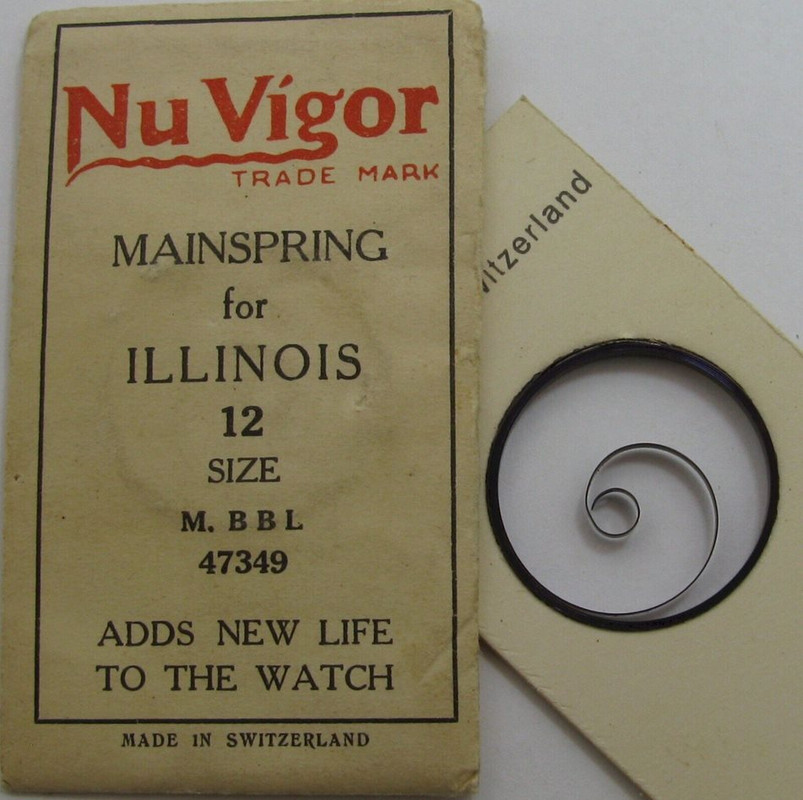 Nu Vigor
TRADE MARK
MAINSPRING
for
ILLINOIS
12
SIZE
M. B B L
47349
ADDS NEW LIFE
TO THE WATCH
MADE IN SWITZERLAND
itzerland